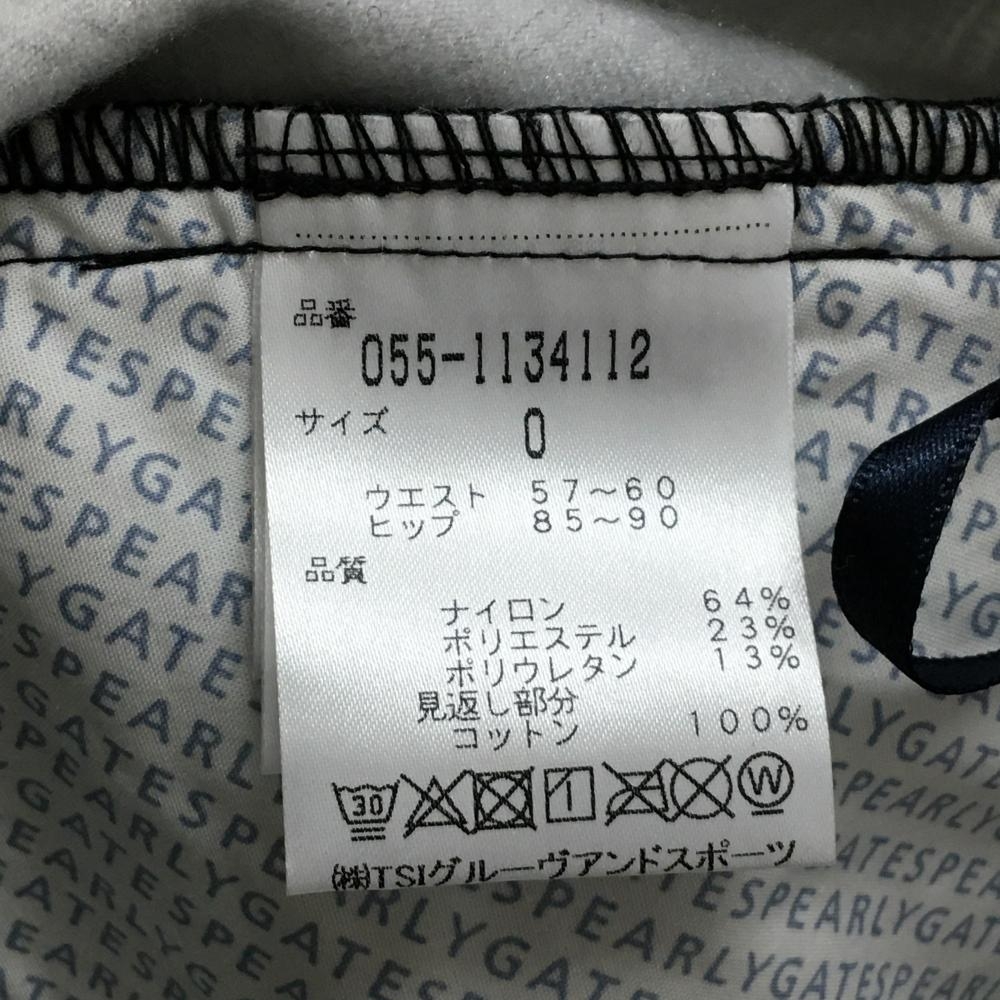 品番
055-1134112
サイズ 0
ウエスト 57～60
ヒップ 85～90
品質
ナイロン 64%
ポリエステル 23%
ポリウレタン 13%
見返し部分
コットン 100%
30 W
㈱TSIグルーヴアンドスポーツ
PEARLYGATES